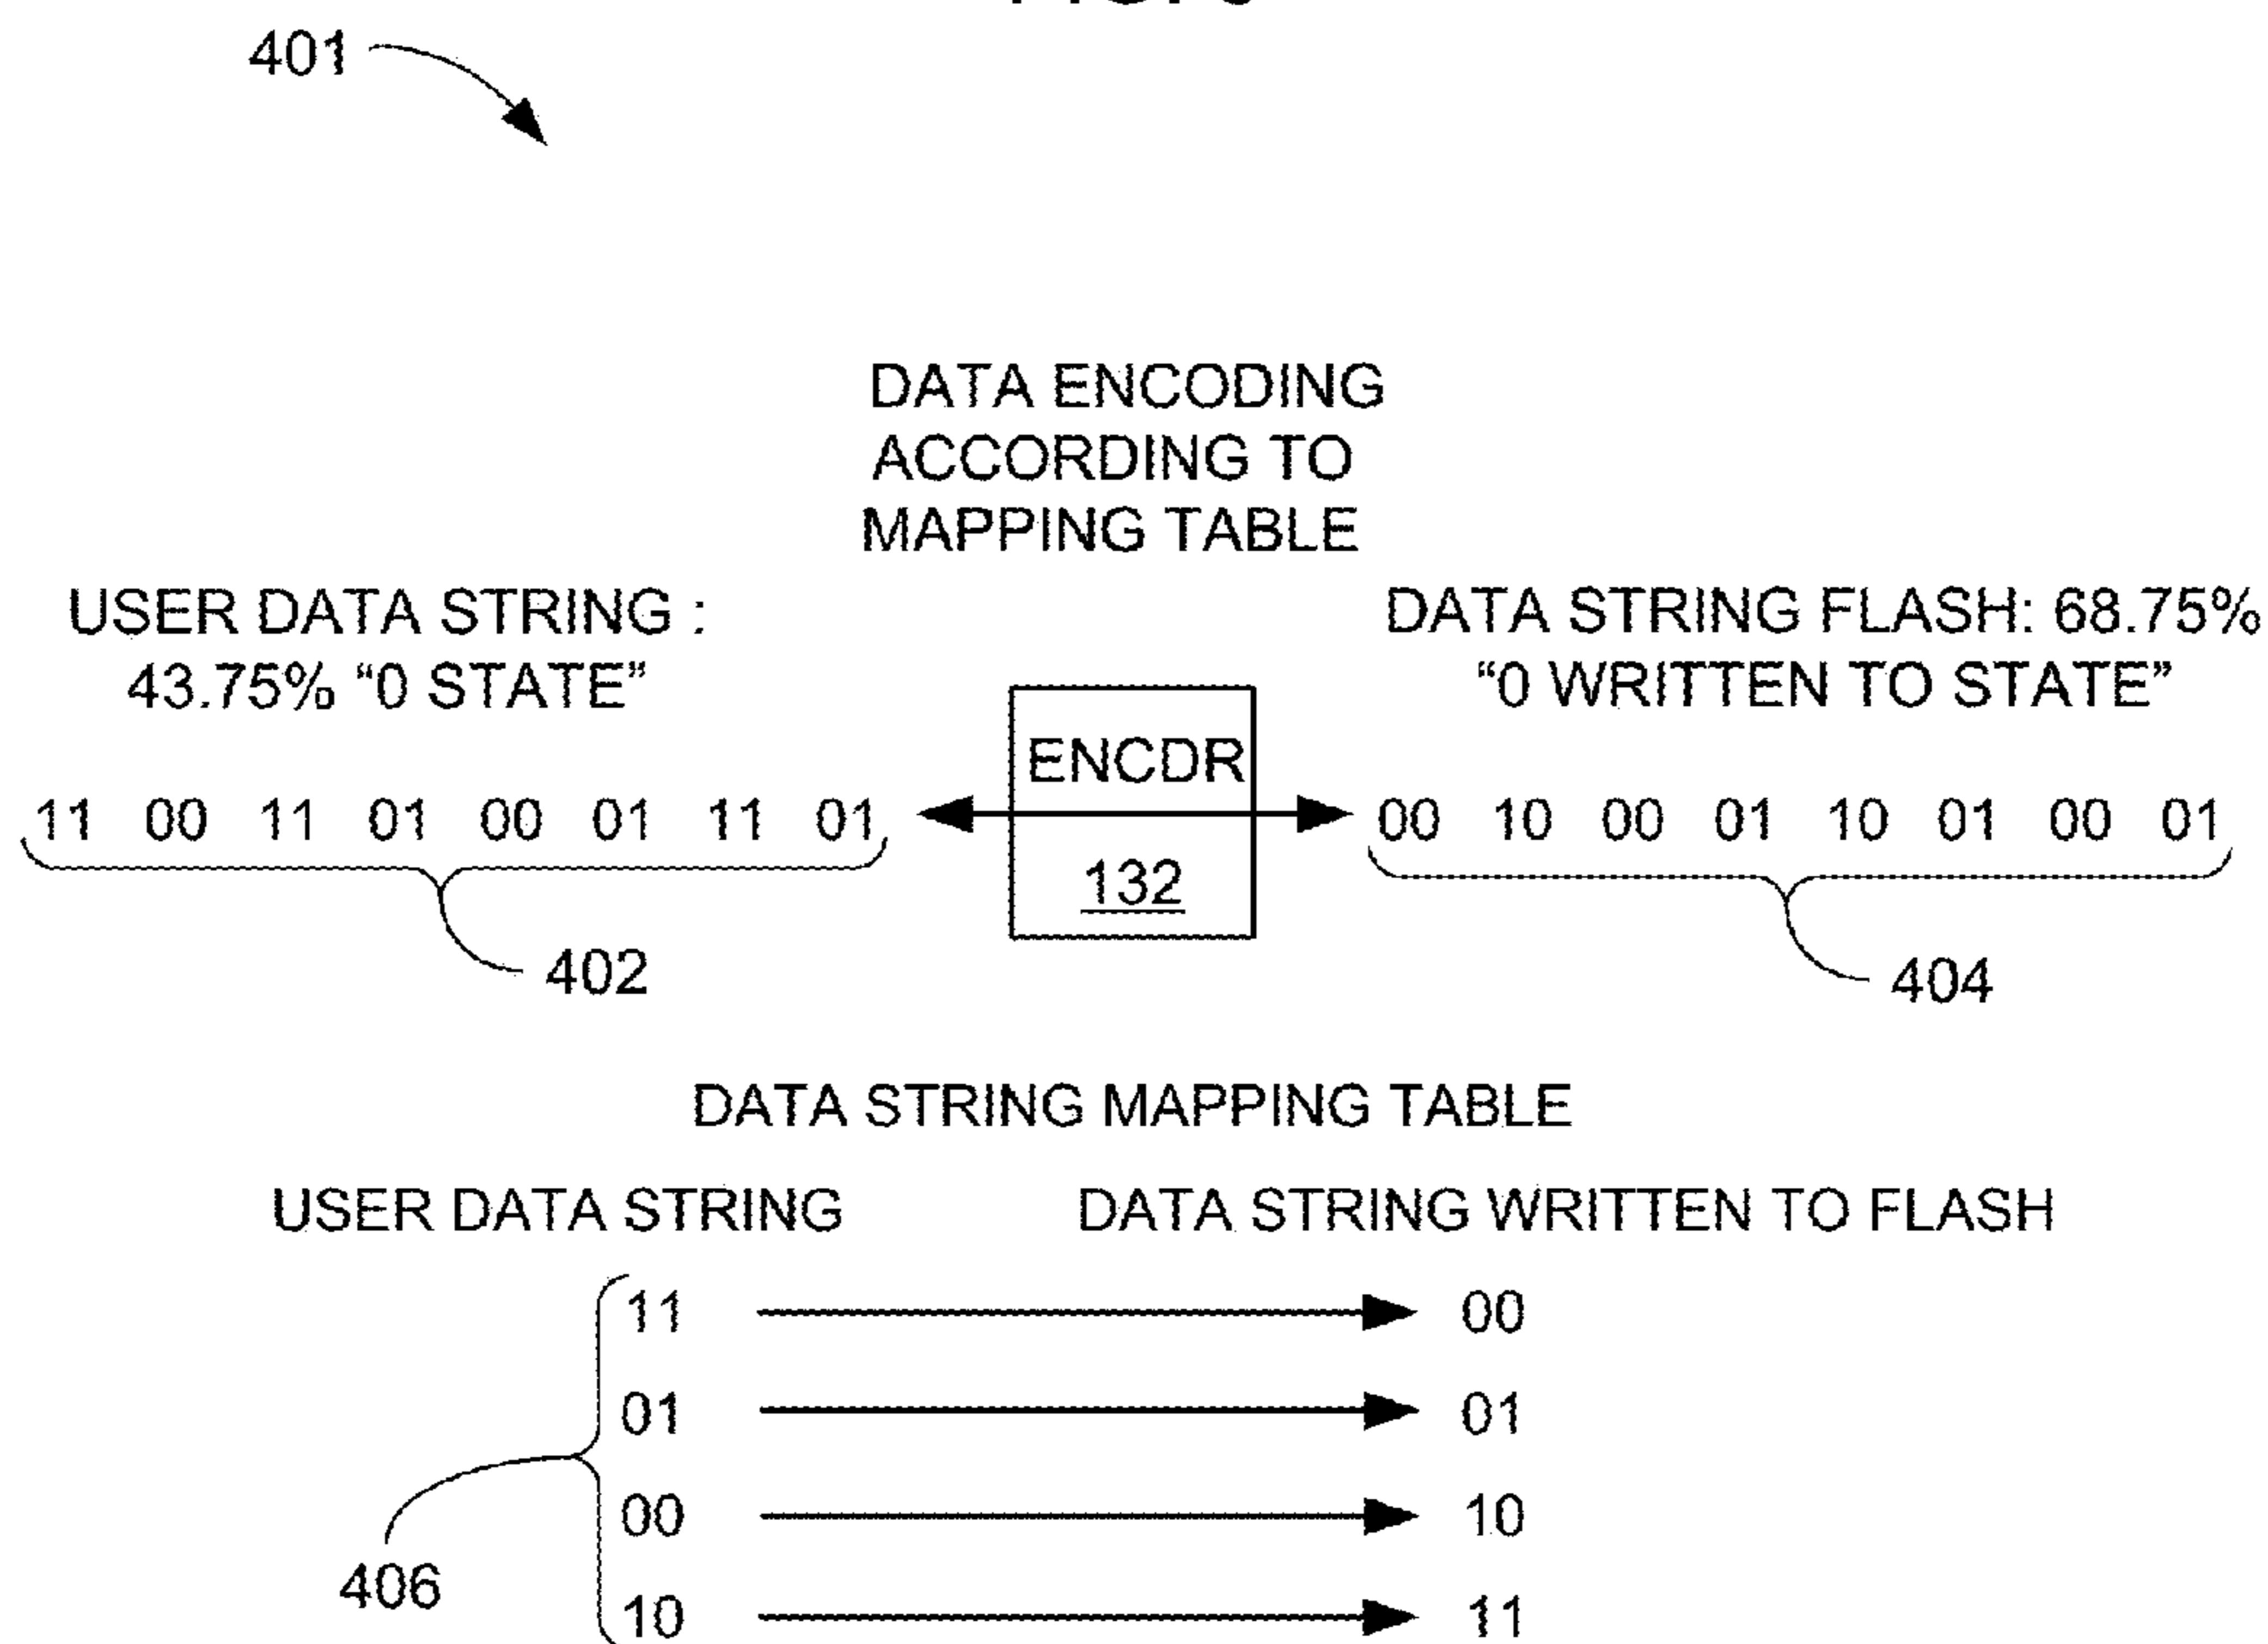 401
DATA ENCODING
ACCORDING TO
MAPPING TABLE
USER DATA STRING :
43.75% “0 STATE”
DATA STRING FLASH: 68.75%
“0 WRITTEN TO STATE”
ENCDR
132
11 00 11 01 00 01 11 01
00 10 00 01 10 01 00 01
402
404
DATA STRING MAPPING TABLE
USER DATA STRING DATA STRING WRITTEN TO FLASH
11 00
01 01
00 10
10 11
406